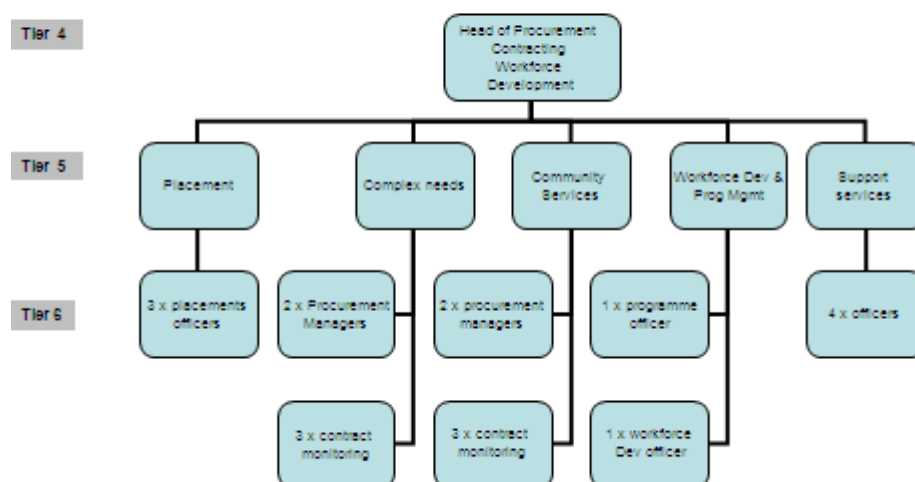 Tier 4
Head of Procurement
Contracting
Workforce
Development
Tier 5
Placement
Complex needs
Community
Services
Workforce Dev &
Prog Mgmt
Support
services
Tier 6
3 x placements
officers
2 x Procurement
Managers
2 x procurement
managers
1 x programme
officer
4 x officers
3 x contract
monitoring
3 x contract
monitoring
1 x workforce
Dev officer